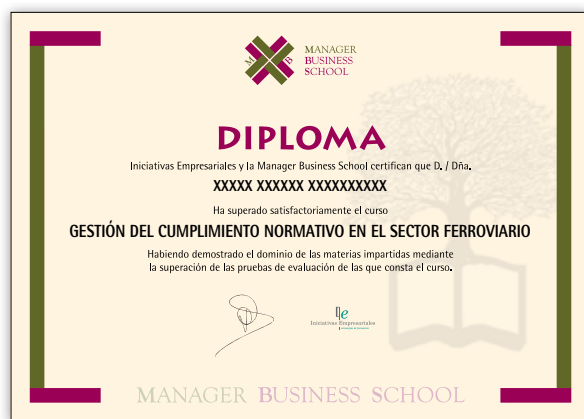 M B
MANAGER
BUSINESS
SCHOOL
DIPLOMA
Iniciativas Empresariales y la Manager Business School certifican que D. / Dña.
XXXXX XXXXXX XXXXXXXXXX
Ha superado satisfactoriamente el curso
GESTIÓN DEL CUMPLIMIENTO NORMATIVO EN EL SECTOR FERROVIARIO
Habiendo demostrado el dominio de las materias impartidas mediante
la superación de las pruebas de evaluación de las que consta el curso.
Iniciativas Empresariales
MANAGER BUSINESS SCHOOL